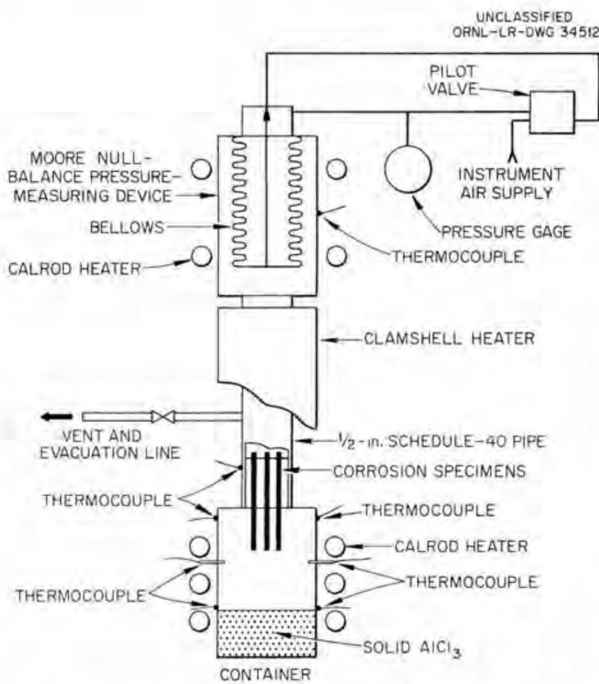 UNCLASSIFIED
ORNL-LR-DWG 34512
PILOT
VALVE
MOORE NULL-
BALANCE PRESSURE-
MEASURING DEVICE
INSTRUMENT
AIR SUPPLY
BELLOWS
PRESSURE GAGE
THERMOCOUPLE
CALROD HEATER
CLAMSHELL HEATER
VENT AND
EVACUATION LINE
1/2-in. SCHEDULE-40 PIPE
CORROSION SPECIMENS
THERMOCOUPLE
THERMOCOUPLE
CALROD HEATER
THERMOCOUPLE
THERMOCOUPLE
SOLID AlCl3
CONTAINER